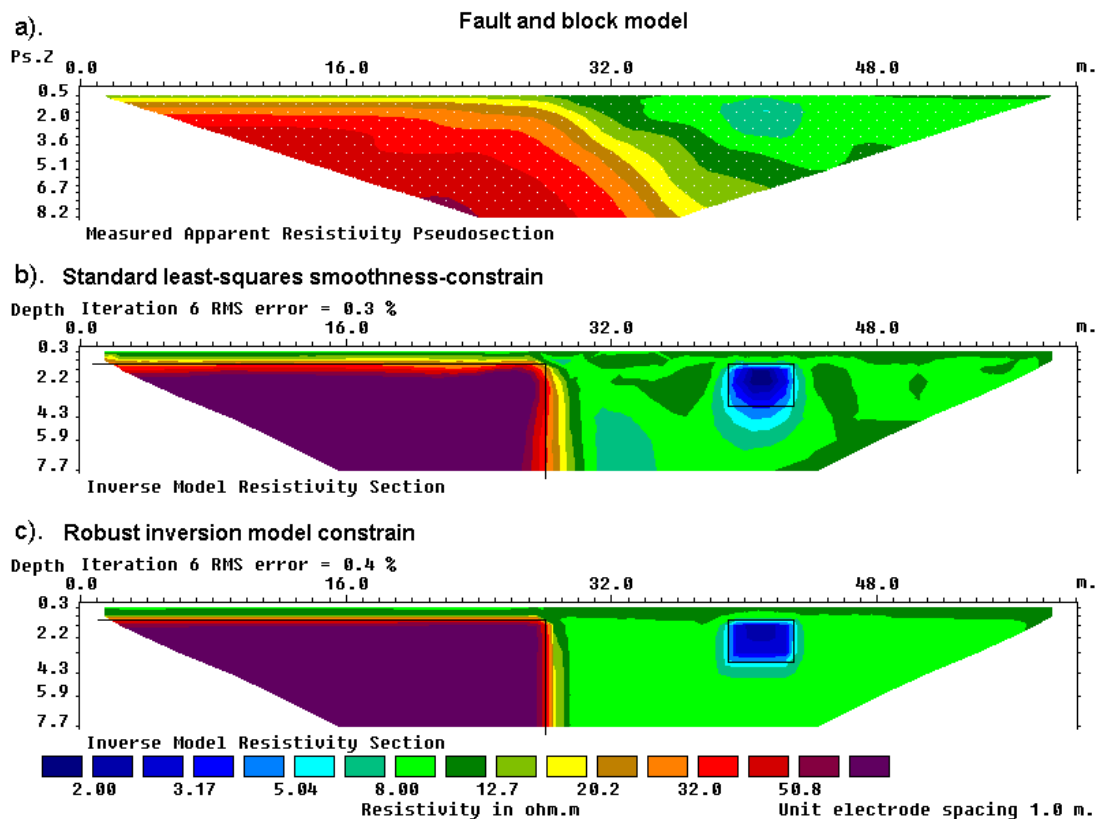 Fault and block model
a).
Ps.Z 0.0 16.0 32.0 48.0 m.
0.5
2.0
3.6
5.1
6.7
8.2
Measured Apparent Resistivity Pseudosection
b). Standard least-squares smoothness-constrain
Depth Iteration 6 RMS error = 0.3 %
0.0 16.0 32.0 48.0 m.
0.3
2.2
4.3
5.9
7.7
Inverse Model Resistivity Section
c). Robust inversion model constrain
Depth Iteration 6 RMS error = 0.4 %
0.0 16.0 32.0 48.0 m.
0.3
2.2
4.3
5.9
7.7
Inverse Model Resistivity Section
2.00 3.17 5.04 8.00 12.7 20.2 32.0 50.8
Resistivity in ohm.m Unit electrode spacing 1.0 m.